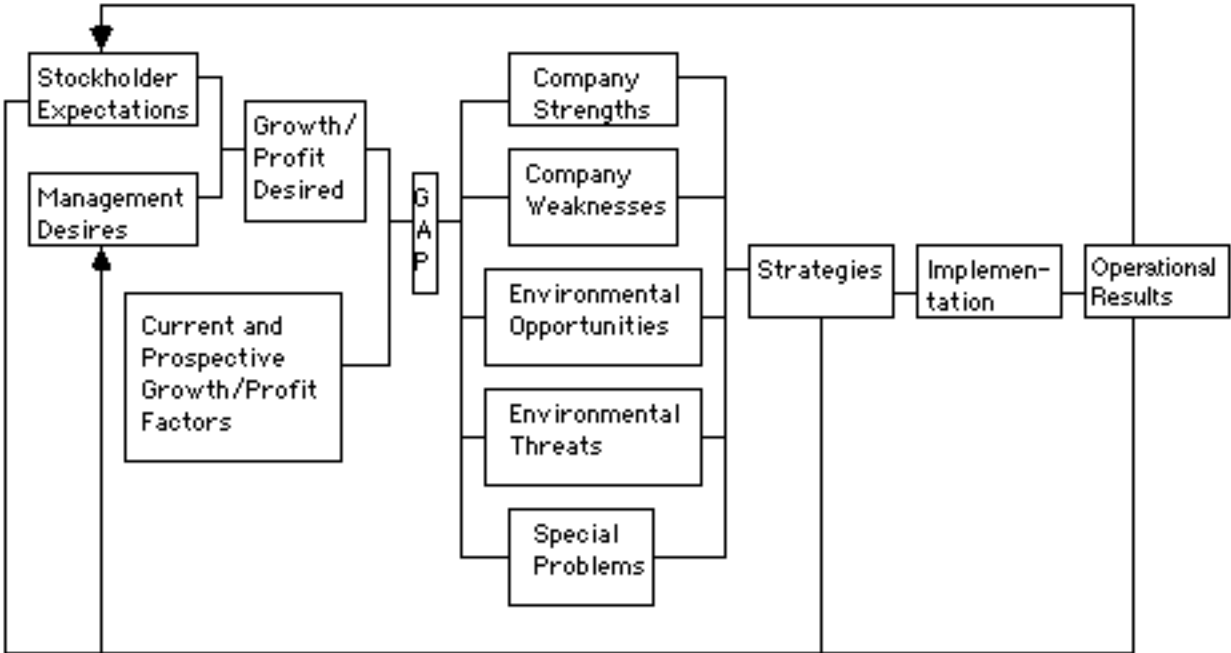 Stockholder
Expectations
Management
Desires
Growth/
Profit
Desired
Current and
Prospective
Growth/Profit
Factors
G
A
P
Company
Strengths
Company
Weaknesses
Environmental
Opportunities
Environmental
Threats
Special
Problems
Strategies
Implemen-
tation
Operational
Results